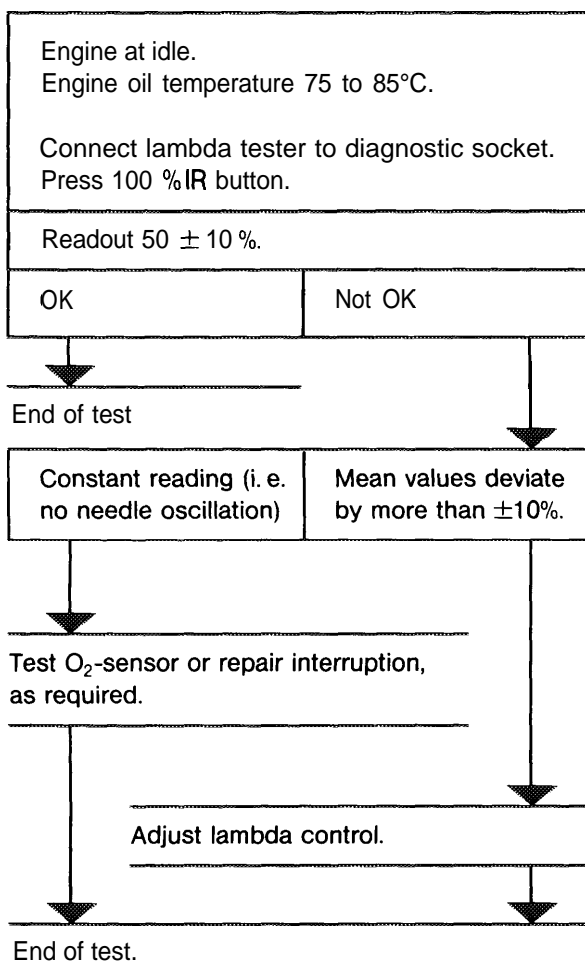 Engine at idle.
Engine oil temperature 75 to 85°C.
Connect lambda tester to diagnostic socket.
Press 100 %IR button.
Readout 50 ± 10 %.
OK
Not OK
End of test
Constant reading (i. e.
no needle oscillation)
Mean values deviate
by more than ±10%.
Test O₂-sensor or repair interruption,
as required.
Adjust lambda control.
End of test.